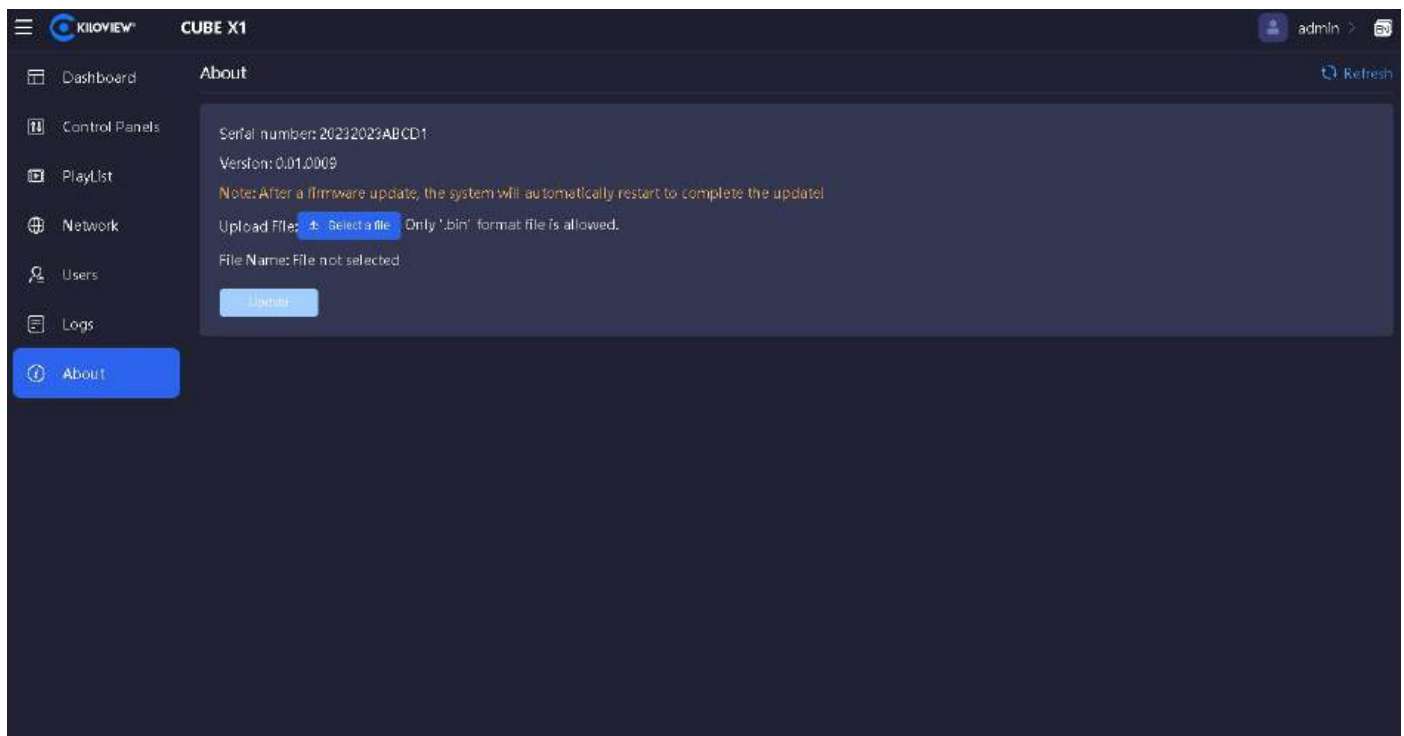 KILOVIEW CUBE X1 admin >
Dashboard
Control Panels
PlayList
Network
Users
Logs
About
About Refresh
Serial number: 20232023ABCD1
Version: 0.01.0009
Note: After a firmware update, the system will automatically restart to complete the update!
Upload File: Select a file Only '.bin' format file is allowed.
File Name: File not selected
Update